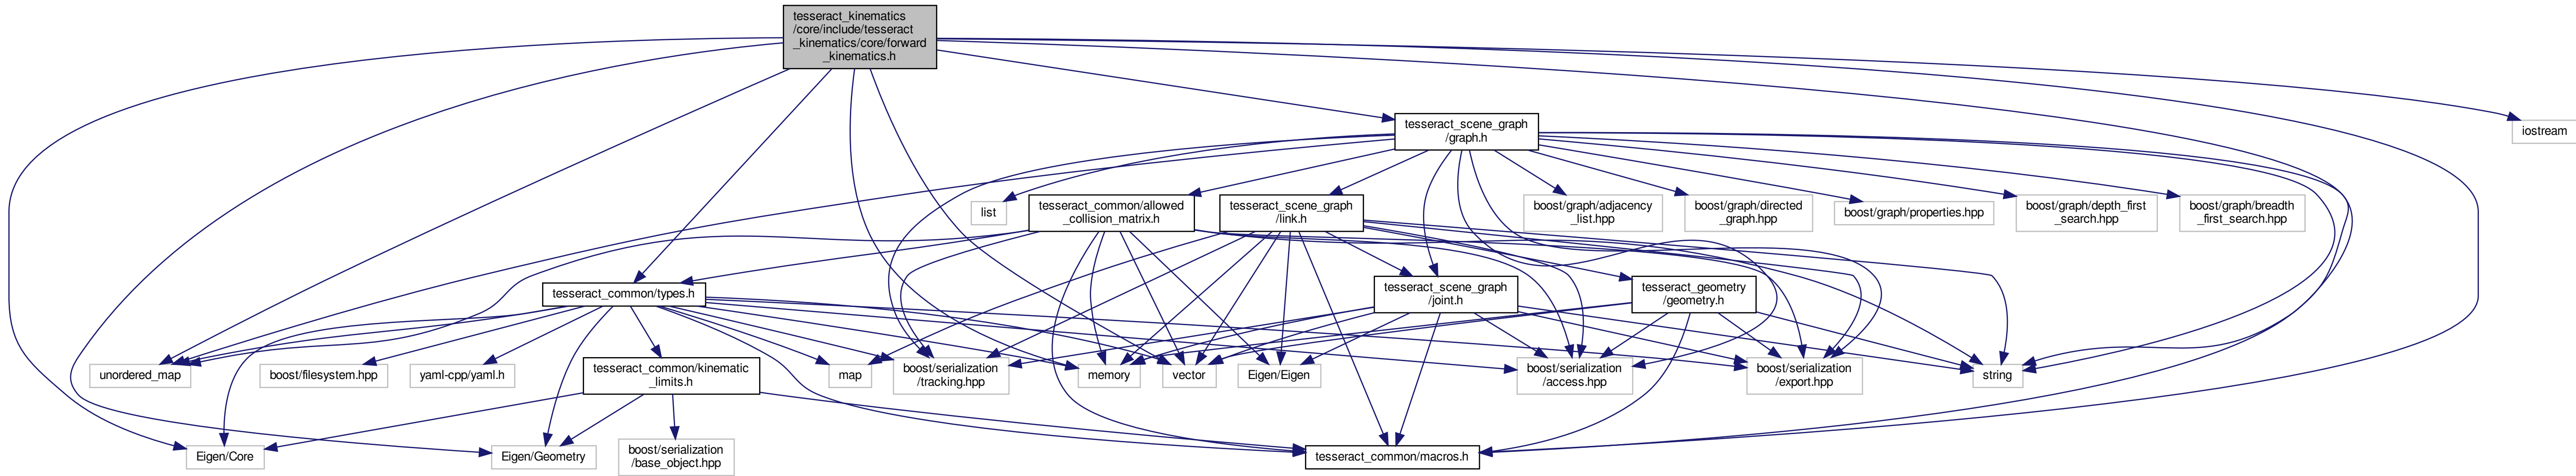 tesseract_kinematics
/core/include/tesseract
_kinematics/core/forward
_kinematics.h
tesseract_scene_graph
/graph.h
iostream
list
tesseract_common/allowed
_collision_matrix.h
tesseract_scene_graph
/link.h
boost/graph/adjacency
_list.hpp
boost/graph/directed
_graph.hpp
boost/graph/properties.hpp
boost/graph/depth_first
_search.hpp
boost/graph/breadth
_first_search.hpp
tesseract_common/types.h
tesseract_scene_graph
/joint.h
tesseract_geometry
/geometry.h
unordered_map
boost/filesystem.hpp
yaml-cpp/yaml.h
tesseract_common/kinematic
_limits.h
map
boost/serialization
/tracking.hpp
memory
vector
Eigen/Eigen
boost/serialization
/access.hpp
boost/serialization
/export.hpp
string
Eigen/Core
Eigen/Geometry
boost/serialization
/base_object.hpp
tesseract_common/macros.h